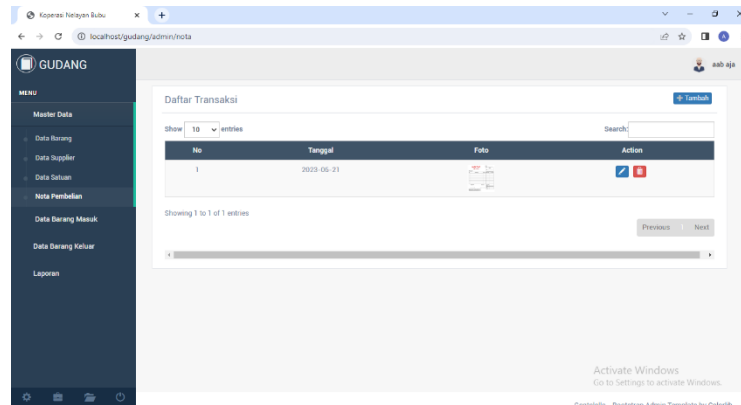 Koperasi Nelayan Bubu
localhost/gudang/admin/nota
GUDANG
aab aja
MENU
Master Data
Data Barang
Data Supplier
Data Satuan
Nota Pembelian
Data Barang Masuk
Data Barang Keluar
Laporan
Daftar Transaksi
Tambah
Show 10 entries
Search:
No Tanggal Foto Action
1 2023-06-21
Showing 1 to 1 of 1 entries
Previous 1 Next
Activate Windows
Go to Settings to activate Windows.